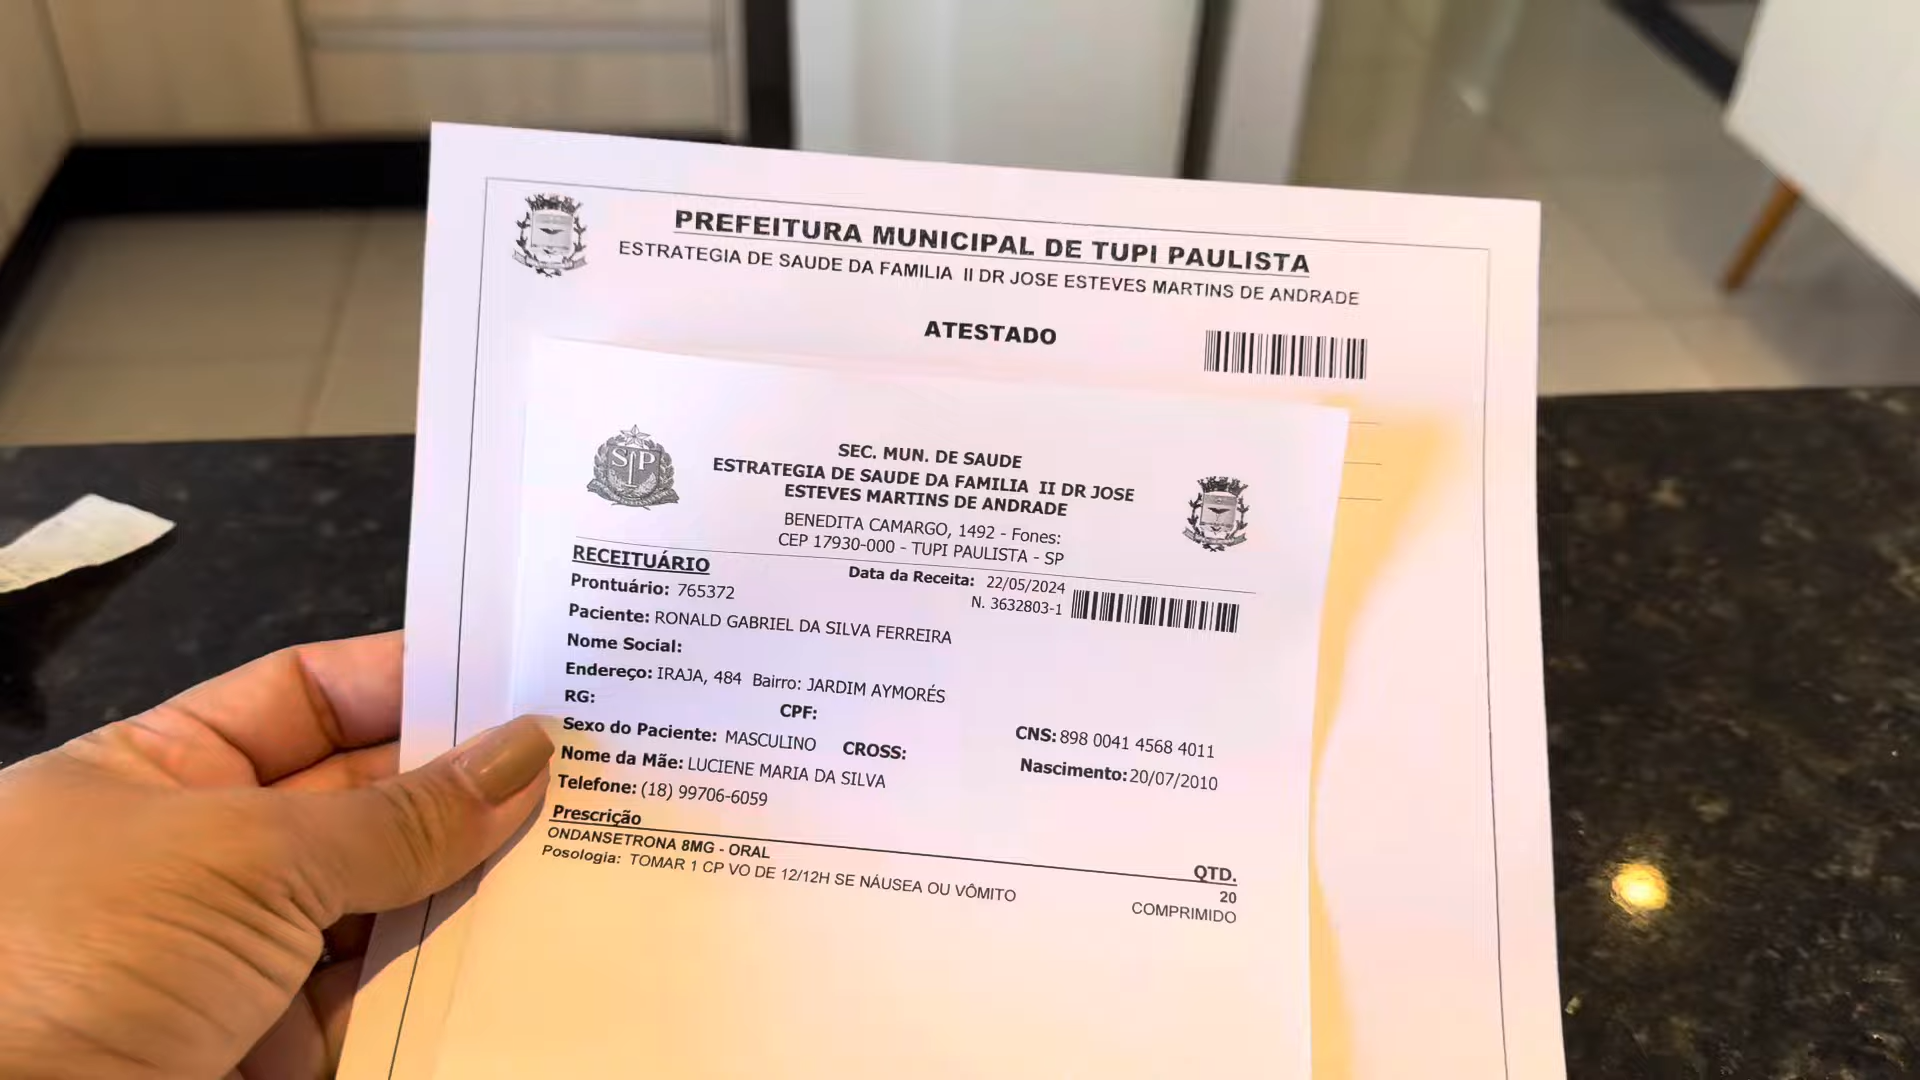 PREFEITURA MUNICIPAL DE TUPI PAULISTA
ESTRATEGIA DE SAUDE DA FAMILIA II DR JOSE ESTEVES MARTINS DE ANDRADE
ATESTADO
SEC. MUN. DE SAUDE
ESTRATEGIA DE SAUDE DA FAMILIA II DR JOSE
ESTEVES MARTINS DE ANDRADE
BENEDITA CAMARGO, 1492 - Fones:
CEP 17930-000 - TUPI PAULISTA - SP
RECEITUÁRIO
Data da Receita: 22/05/2024
Prontuário: 765372
N. 3632803-1
Paciente: RONALD GABRIEL DA SILVA FERREIRA
Nome Social:
Endereço: IRAJA, 484 Bairro: JARDIM AYMORÉS
RG: CPF: CNS: 898 0041 4568 4011
Sexo do Paciente: MASCULINO CROSS: Nascimento: 20/07/2010
Nome da Mãe: LUCIENE MARIA DA SILVA
Telefone: (18) 99706-6059
Prescrição QTD.
ONDANSETRONA 8MG - ORAL 20
Posologia: TOMAR 1 CP VO DE 12/12H SE NÁUSEA OU VÔMITO COMPRIMIDO
SP